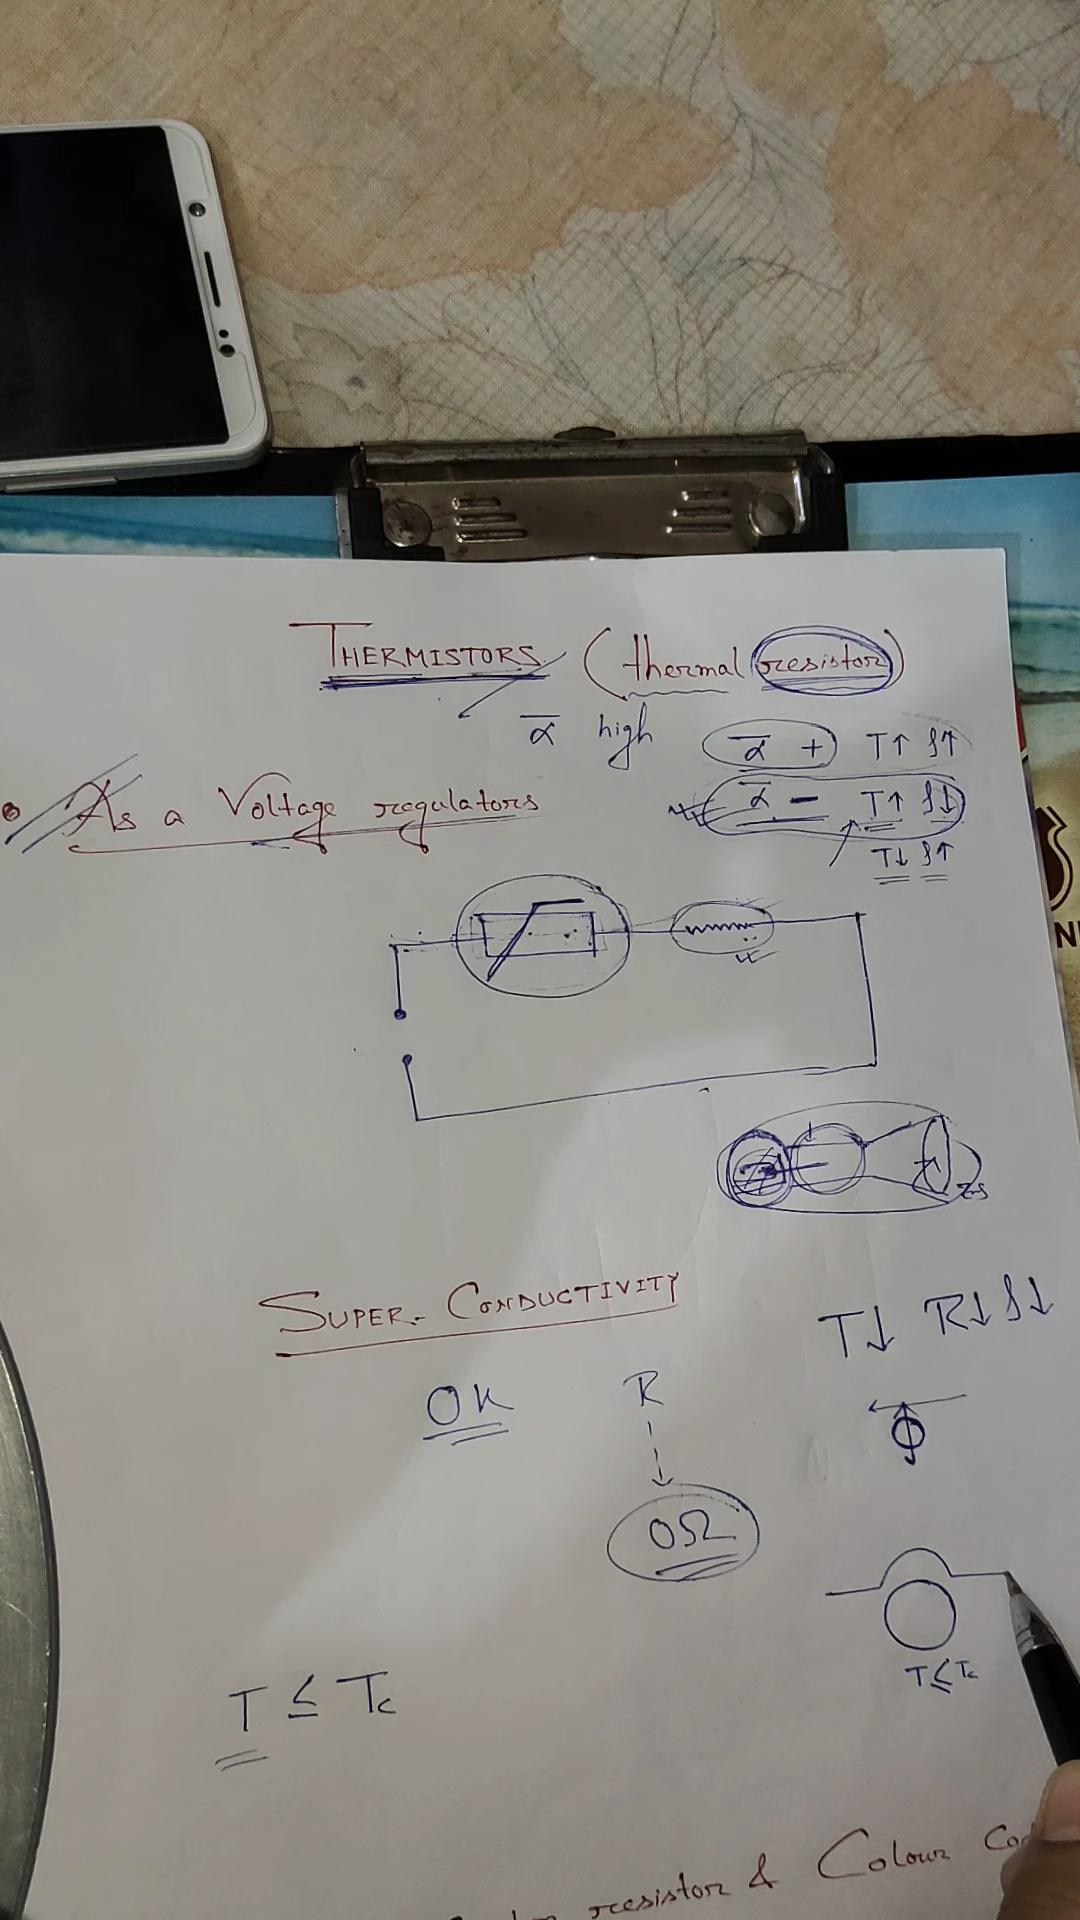 THERMISTORS (thermal resistor)
ᾱ high
ᾱ + T↑ ρ↑
ᾱ - T↑ ρ↓
T↓ ρ↑
• As a Voltage regulators
SUPER-CONDUCTIVITY
T↓ R↓ ρ↓
0K R
ϕ
0Ω
T ≤ Tc
T ≤ Tc
resistor & Colour